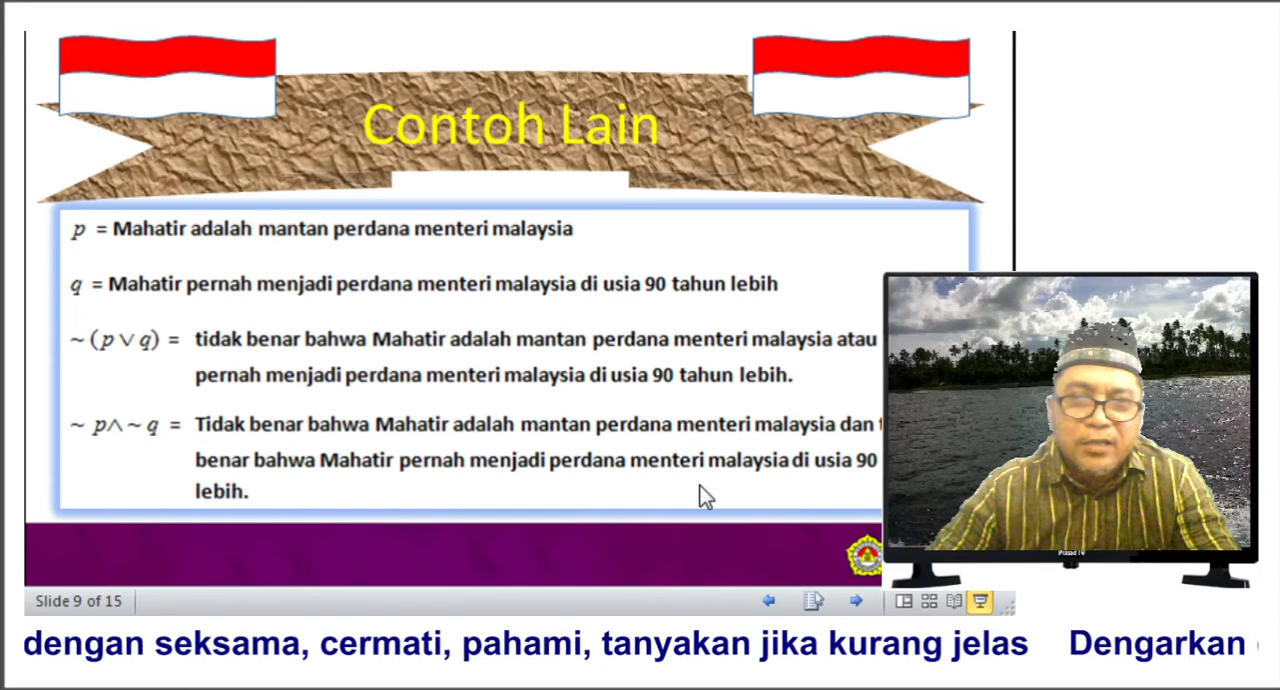 Contoh Lain
p = Mahatir adalah mantan perdana menteri malaysia
q = Mahatir pernah menjadi perdana menteri malaysia di usia 90 tahun lebih
~ (p ∨ q) = tidak benar bahwa Mahatir adalah mantan perdana menteri malaysia atau
pernah menjadi perdana menteri malaysia di usia 90 tahun lebih.
~ p∧ ~ q = Tidak benar bahwa Mahatir adalah mantan perdana menteri malaysia dan
benar bahwa Mahatir pernah menjadi perdana menteri malaysia di usia 90
lebih.
Slide 9 of 15
dengan seksama, cermati, pahami, tanyakan jika kurang jelas Dengarkan